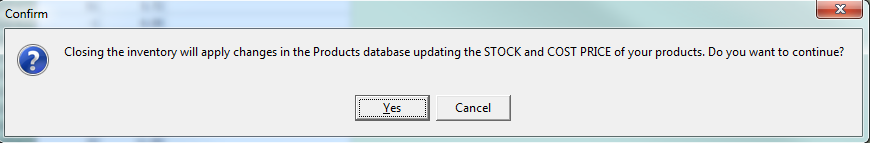 Confirm
Closing the inventory will apply changes in the Products database updating the STOCK and COST PRICE of your products. Do you want to continue?
Yes
Cancel